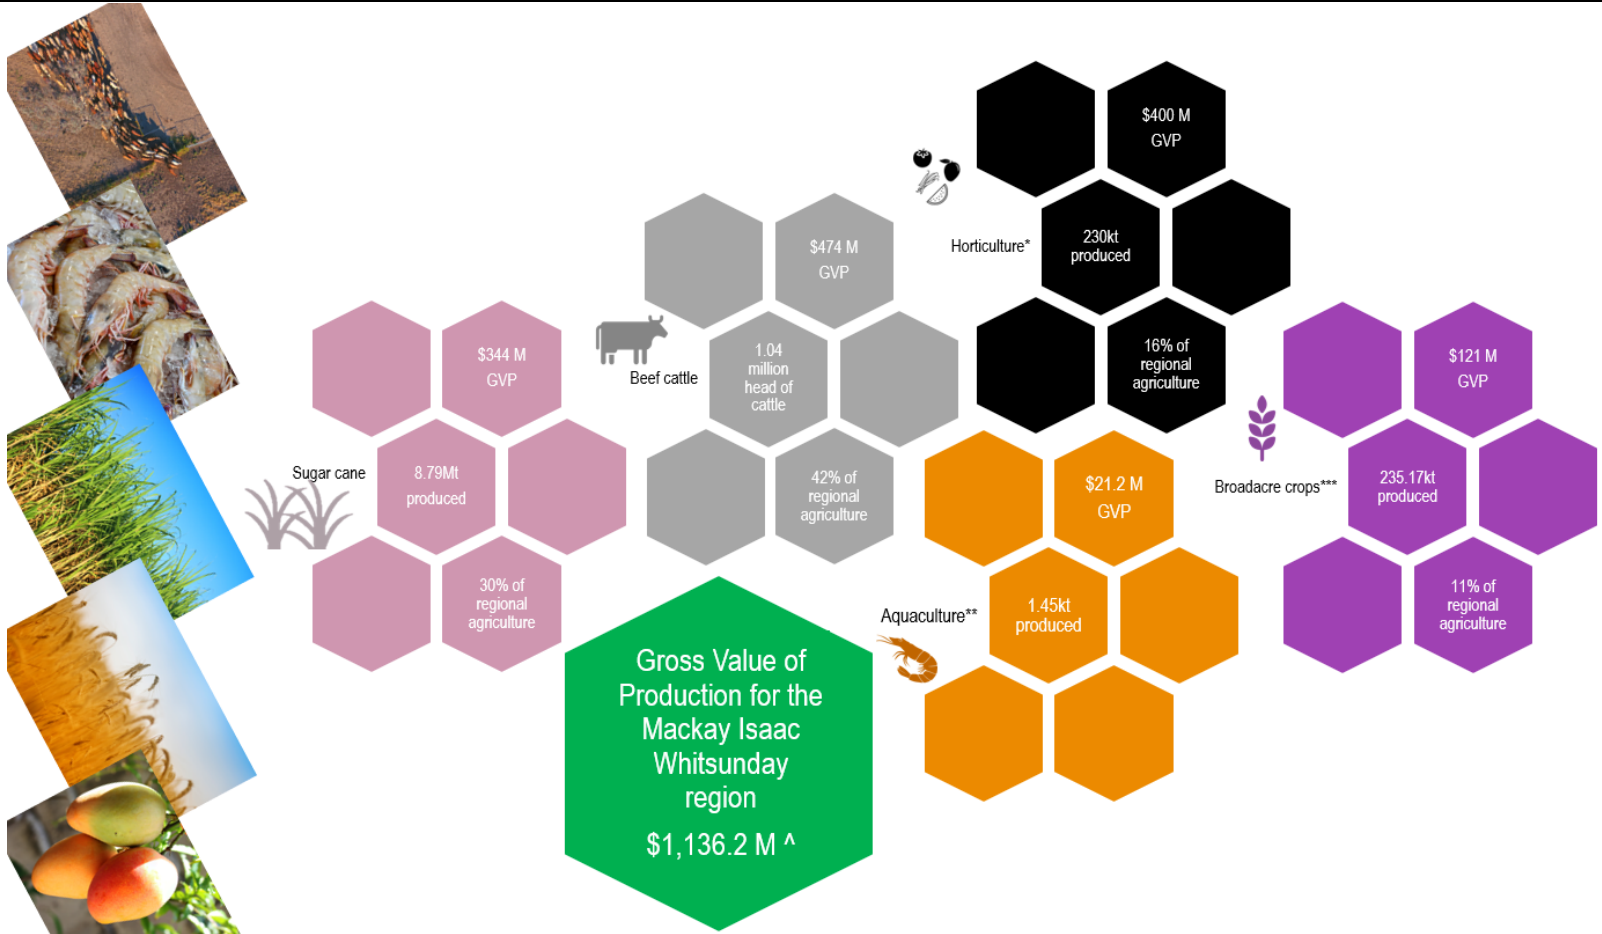 $400 M
GVP
Horticulture*
230kt
produced
16% of
regional
agriculture
$474 M
GVP
Beef cattle
1.04
million
head of
cattle
42% of
regional
agriculture
$344 M
GVP
Sugar cane
8.79Mt
produced
30% of
regional
agriculture
$121 M
GVP
Broadacre crops***
235.17kt
produced
11% of
regional
agriculture
$21.2 M
GVP
Aquaculture**
1.45kt
produced
Gross Value of
Production for the
Mackay Isaac
Whitsunday
region
$1,136.2 M ^